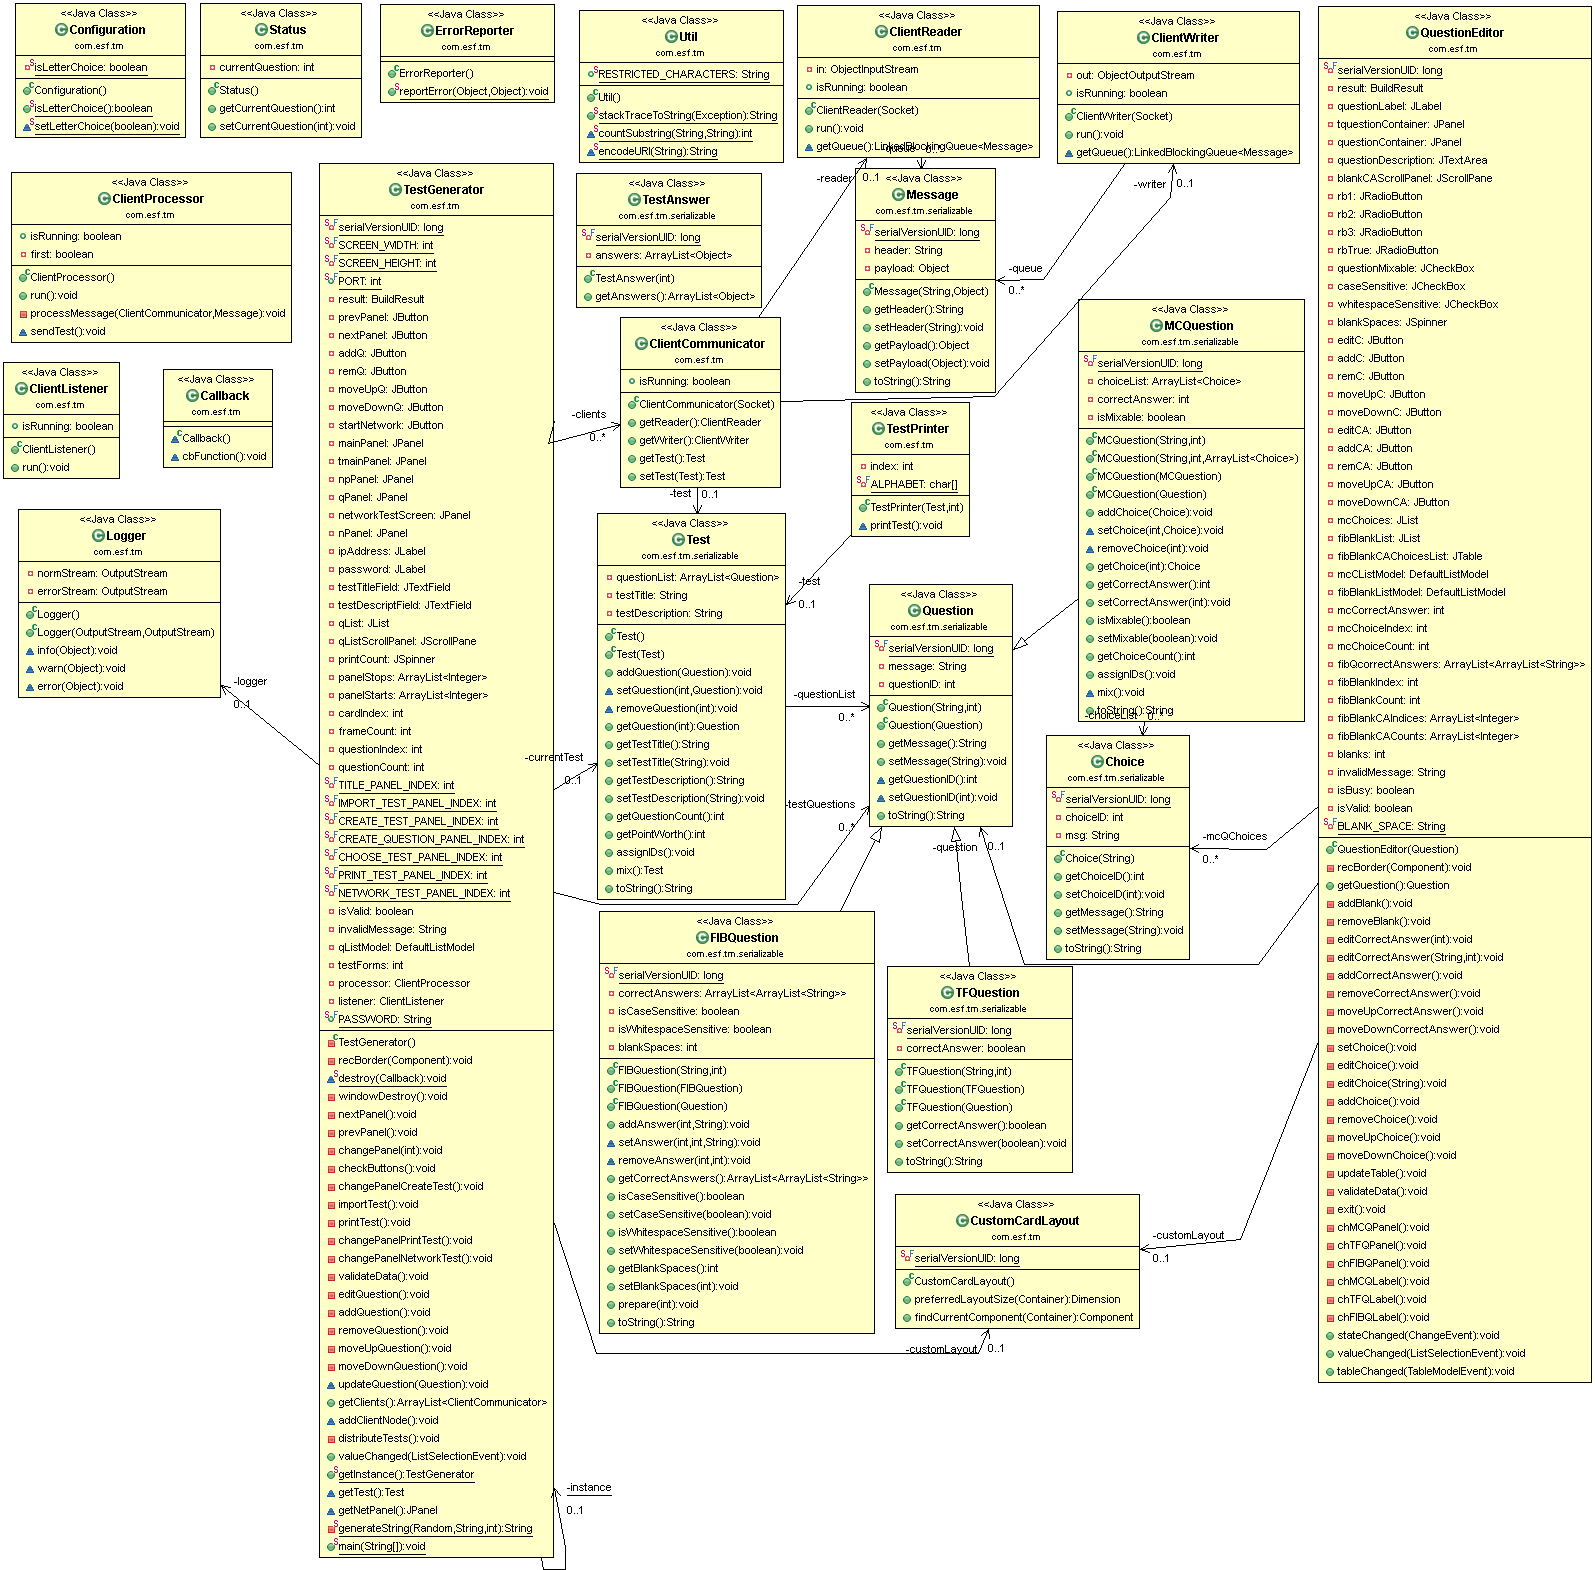 <<Java Class>>
Configuration
com.esf.tm
isLetterChoice: boolean
Configuration()
isLetterChoice():boolean
setLetterChoice(boolean):void
<<Java Class>>
Status
com.esf.tm
currentQuestion: int
Status()
getCurrentQuestion():int
setCurrentQuestion(int):void
<<Java Class>>
ErrorReporter
com.esf.tm
ErrorReporter()
reportError(Object,Object):void
<<Java Class>>
Util
com.esf.tm
RESTRICTED_CHARACTERS: String
Util()
stackTraceToString(Exception):String
countSubstring(String,String):int
encodeURI(String):String
<<Java Class>>
ClientReader
com.esf.tm
in: ObjectInputStream
isRunning: boolean
ClientReader(Socket)
run():void
getQueue():LinkedBlockingQueue<Message>
<<Java Class>>
ClientWriter
com.esf.tm
out: ObjectOutputStream
isRunning: boolean
ClientWriter(Socket)
run():void
getQueue():LinkedBlockingQueue<Message>
<<Java Class>>
QuestionEditor
com.esf.tm
serialVersionUID: long
result: BuildResult
questionLabel: JLabel
tquestionContainer: JPanel
questionContainer: JPanel
questionDescription: JTextArea
blankCAScrollPanel: JScrollPane
rb1: JRadioButton
rb2: JRadioButton
rb3: JRadioButton
rbTrue: JRadioButton
questionMixable: JCheckBox
caseSensitive: JCheckBox
whitespaceSensitive: JCheckBox
blankSpaces: JSpinner
editC: JButton
addC: JButton
remC: JButton
moveUpC: JButton
moveDownC: JButton
editCA: JButton
addCA: JButton
remCA: JButton
moveUpCA: JButton
moveDownCA: JButton
mcChoices: JList
fibBlankList: JList
fibBlankCAChoicesList: JTable
mcCListModel: DefaultListModel
fibBlankListModel: DefaultListModel
mcCorrectAnswer: int
mcChoiceIndex: int
mcChoiceCount: int
fibQcorrectAnswers: ArrayList<ArrayList<String>>
fibBlankIndex: int
fibBlankCount: int
fibBlankCAIndices: ArrayList<Integer>
fibBlankCACounts: ArrayList<Integer>
blanks: int
invalidMessage: String
isBusy: boolean
isValid: boolean
BLANK_SPACE: String
QuestionEditor(Question)
recBorder(Component):void
getQuestion():Question
addBlank():void
removeBlank():void
editCorrectAnswer(int):void
editCorrectAnswer(String,int):void
addCorrectAnswer():void
removeCorrectAnswer():void
moveUpCorrectAnswer():void
moveDownCorrectAnswer():void
setChoice():void
editChoice():void
editChoice(String):void
addChoice():void
removeChoice():void
moveUpChoice():void
moveDownChoice():void
updateTable():void
validateData():void
exit():void
chMCQPanel():void
chTFQPanel():void
chFIBQPanel():void
chMCQLabel():void
chTFQLabel():void
chFIBQLabel():void
stateChanged(ChangeEvent):void
valueChanged(ListSelectionEvent):void
tableChanged(TableModelEvent):void
<<Java Class>>
ClientProcessor
com.esf.tm
isRunning: boolean
first: boolean
ClientProcessor()
run():void
processMessage(ClientCommunicator,Message):void
sendTest():void
<<Java Class>>
ClientListener
com.esf.tm
isRunning: boolean
ClientListener()
run():void
<<Java Class>>
Callback
com.esf.tm
Callback()
cbFunction():void
<<Java Class>>
Logger
com.esf.tm
normStream: OutputStream
errorStream: OutputStream
Logger()
Logger(OutputStream,OutputStream)
info(Object):void
warn(Object):void
error(Object):void
-logger
0..1
<<Java Class>>
TestGenerator
com.esf.tm
serialVersionUID: long
SCREEN_WIDTH: int
SCREEN_HEIGHT: int
PORT: int
result: BuildResult
prevPanel: JButton
nextPanel: JButton
addQ: JButton
remQ: JButton
moveUpQ: JButton
moveDownQ: JButton
startNetwork: JButton
mainPanel: JPanel
tmainPanel: JPanel
npPanel: JPanel
qPanel: JPanel
networkTestScreen: JPanel
nPanel: JPanel
ipAddress: JLabel
password: JLabel
testTitleField: JTextField
testDescriptField: JTextField
qList: JList
qListScrollPanel: JScrollPane
printCount: JSpinner
panelStops: ArrayList<Integer>
panelStarts: ArrayList<Integer>
cardIndex: int
frameCount: int
questionIndex: int
questionCount: int
TITLE_PANEL_INDEX: int
IMPORT_TEST_PANEL_INDEX: int
CREATE_TEST_PANEL_INDEX: int
CREATE_QUESTION_PANEL_INDEX: int
CHOOSE_TEST_PANEL_INDEX: int
PRINT_TEST_PANEL_INDEX: int
NETWORK_TEST_PANEL_INDEX: int
isValid: boolean
invalidMessage: String
qListModel: DefaultListModel
testForms: int
processor: ClientProcessor
listener: ClientListener
PASSWORD: String
TestGenerator()
recBorder(Component):void
destroy(Callback):void
windowDestroy():void
nextPanel():void
prevPanel():void
changePanel(int):void
checkButtons():void
changePanelCreateTest():void
importTest():void
printTest():void
changePanelPrintTest():void
changePanelNetworkTest():void
validateData():void
editQuestion():void
addQuestion():void
removeQuestion():void
moveUpQuestion():void
moveDownQuestion():void
updateQuestion(Question):void
getClients():ArrayList<ClientCommunicator>
addClientNode():void
distributeTests():void
valueChanged(ListSelectionEvent):void
getInstance():TestGenerator
getTest():Test
getNetPanel():JPanel
generateString(Random,String,int):String
main(String[]):void
-instance
0..1
<<Java Class>>
TestAnswer
com.esf.tm.serializable
serialVersionUID: long
answers: ArrayList<Object>
TestAnswer(int)
getAnswers():ArrayList<Object>
-reader
0..1
-queue
0..*
<<Java Class>>
Message
com.esf.tm.serializable
serialVersionUID: long
header: String
payload: Object
Message(String,Object)
getHeader():String
setHeader(String):void
getPayload():Object
setPayload(Object):void
toString():String
-writer
0..1
-queue
0..*
<<Java Class>>
ClientCommunicator
com.esf.tm
isRunning: boolean
ClientCommunicator(Socket)
getReader():ClientReader
getWriter():ClientWriter
getTest():Test
setTest(Test):Test
-clients
0..*
-test
0..1
<<Java Class>>
TestPrinter
com.esf.tm
index: int
ALPHABET: char[]
TestPrinter(Test,int)
printTest():void
-test
0..1
<<Java Class>>
MCQuestion
com.esf.tm.serializable
serialVersionUID: long
choiceList: ArrayList<Choice>
correctAnswer: int
isMixable: boolean
MCQuestion(String,int)
MCQuestion(String,int,ArrayList<Choice>)
MCQuestion(MCQuestion)
MCQuestion(Question)
addChoice(Choice):void
setChoice(int,Choice):void
removeChoice(int):void
getChoice(int):Choice
getCorrectAnswer():int
setCorrectAnswer(int):void
isMixable():boolean
setMixable(boolean):void
getChoiceCount():int
assignIDs():void
mix():void
toString():String
-choiceList
0..*
<<Java Class>>
Test
com.esf.tm.serializable
questionList: ArrayList<Question>
testTitle: String
testDescription: String
Test()
Test(Test)
addQuestion(Question):void
setQuestion(int,Question):void
removeQuestion(int):void
getQuestion(int):Question
getTestTitle():String
setTestTitle(String):void
getTestDescription():String
setTestDescription(String):void
getQuestionCount():int
getPointWorth():int
assignIDs():void
mix():Test
toString():String
-currentTest
0..1
-questionList
0..*
-testQuestions
0..*
<<Java Class>>
Question
com.esf.tm.serializable
serialVersionUID: long
message: String
questionID: int
Question(String,int)
Question(Question)
getMessage():String
setMessage(String):void
getQuestionID():int
setQuestionID(int):void
toString():String
-question
0..1
<<Java Class>>
Choice
com.esf.tm.serializable
serialVersionUID: long
choiceID: int
msg: String
Choice(String)
getChoiceID():int
setChoiceID(int):void
getMessage():String
setMessage(String):void
toString():String
-mcQChoices
0..*
<<Java Class>>
FIBQuestion
com.esf.tm.serializable
serialVersionUID: long
correctAnswers: ArrayList<ArrayList<String>>
isCaseSensitive: boolean
isWhitespaceSensitive: boolean
blankSpaces: int
FIBQuestion(String,int)
FIBQuestion(FIBQuestion)
FIBQuestion(Question)
addAnswer(int,String):void
setAnswer(int,int,String):void
removeAnswer(int,int):void
getCorrectAnswers():ArrayList<ArrayList<String>>
isCaseSensitive():boolean
setCaseSensitive(boolean):void
isWhitespaceSensitive():boolean
setWhitespaceSensitive(boolean):void
getBlankSpaces():int
setBlankSpaces(int):void
prepare(int):void
toString():String
<<Java Class>>
TFQuestion
com.esf.tm.serializable
serialVersionUID: long
correctAnswer: boolean
TFQuestion(String,int)
TFQuestion(TFQuestion)
TFQuestion(Question)
getCorrectAnswer():boolean
setCorrectAnswer(boolean):void
toString():String
<<Java Class>>
CustomCardLayout
com.esf.tm
serialVersionUID: long
CustomCardLayout()
preferredLayoutSize(Container):Dimension
findCurrentComponent(Container):Component
-customLayout
0..1
-customLayout
0..1